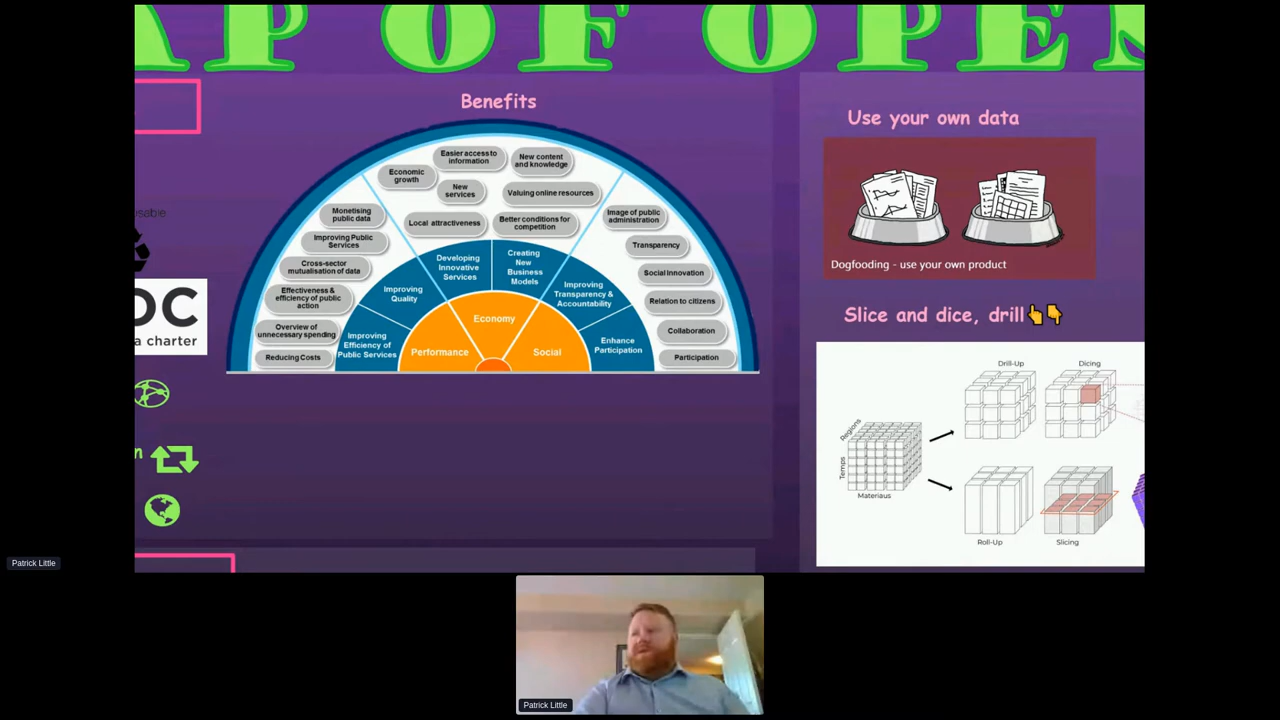 AP OF OPEN
Benefits
Easier access to
information
New content
and knowledge
Economic
growth
New
services
Valuing online resources
Local attractiveness
Better conditions for
competition
Monetising
public data
Improving Public
Services
Cross-sector
mutualisation of data
Effectiveness &
efficiency of public
action
Overview of
unnecessary spending
Reducing Costs
Image of public
administration
Transparency
Social Innovation
Relation to citizens
Collaboration
Participation
Improving
Efficiency of
Public Services
Improving
Quality
Developing
Innovative
Services
Creating
New
Business
Models
Improving
Transparency &
Accountability
Enhance
Participation
Performance
Economy
Social
esable
DC
a charter
n
Use your own data
Dogfooding - use your own product
Slice and dice, drill👆👇
Drill-Up
Dicing
Regions
Temps
Materiaus
Roll-Up
Slicing
Patrick Little
Patrick Little